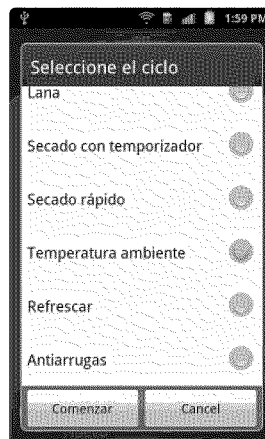 1:59 PM
Seleccione el ciclo
Lana
Secado con temporizador
Secado rápido
Temperatura ambiente
Refrescar
Antiarrugas
Comenzar Cancel